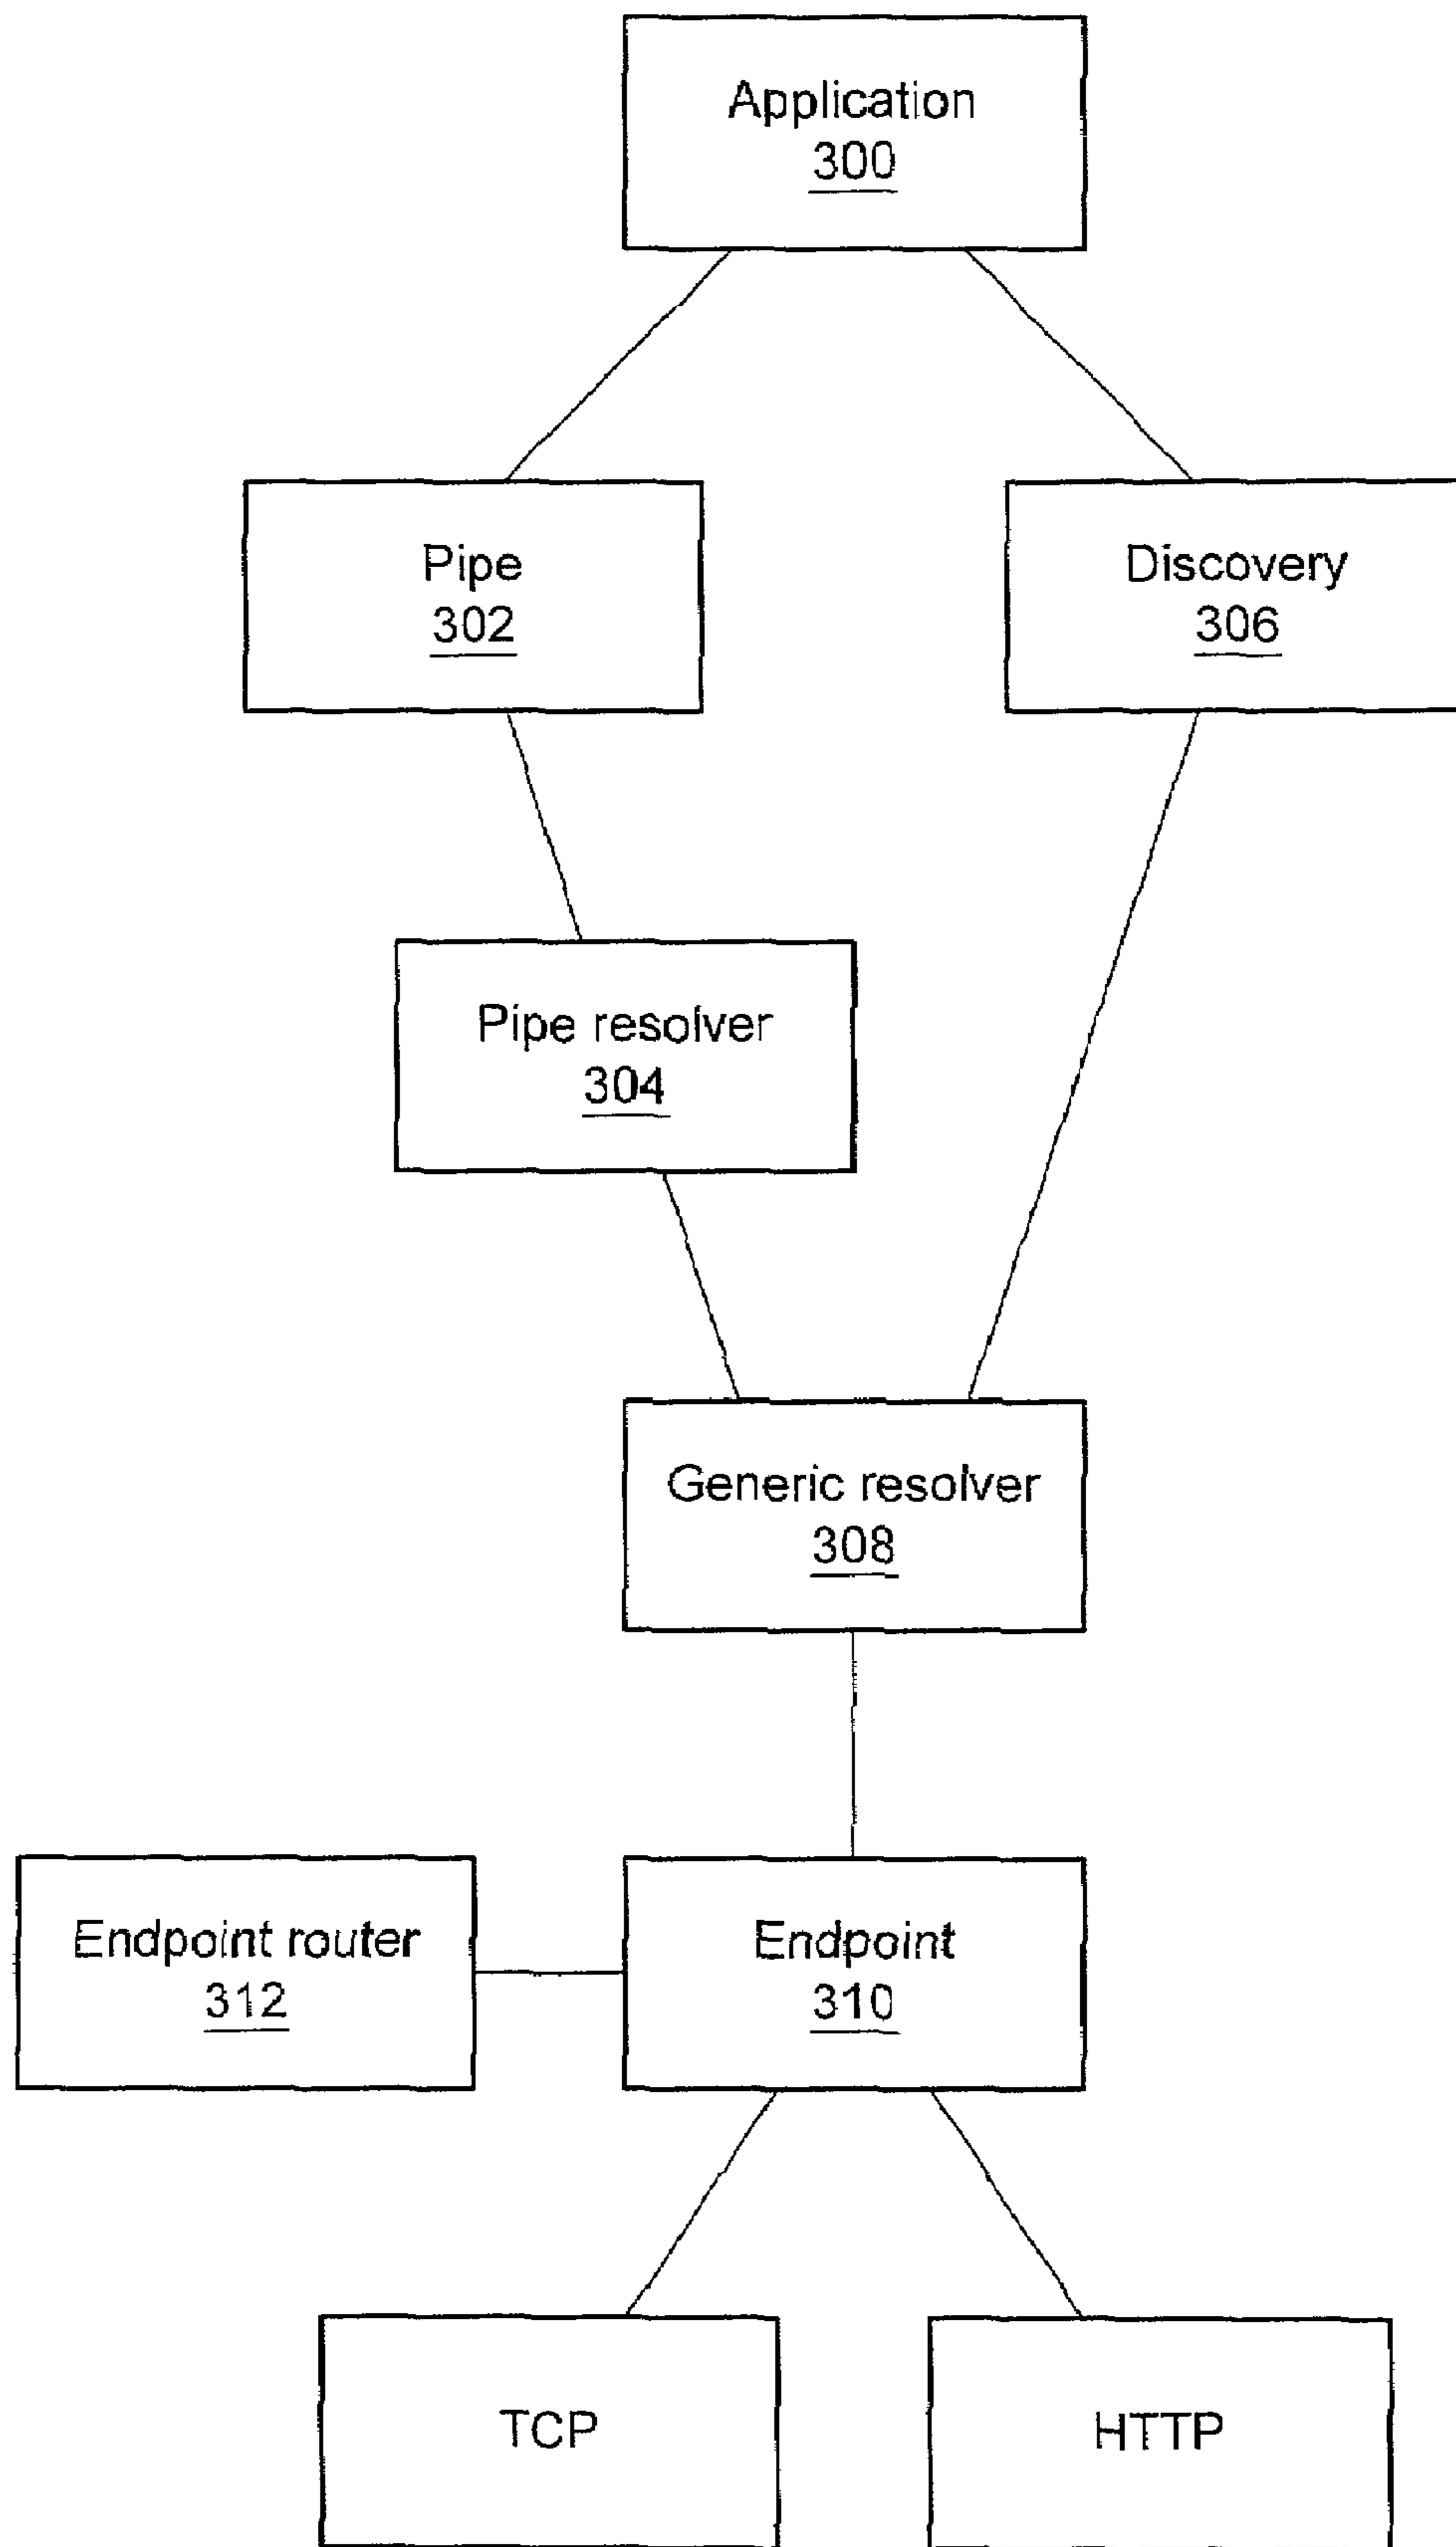 Application
300
Pipe
302
Discovery
306
Pipe resolver
304
Generic resolver
308
Endpoint router
312
Endpoint
310
TCP
HTTP